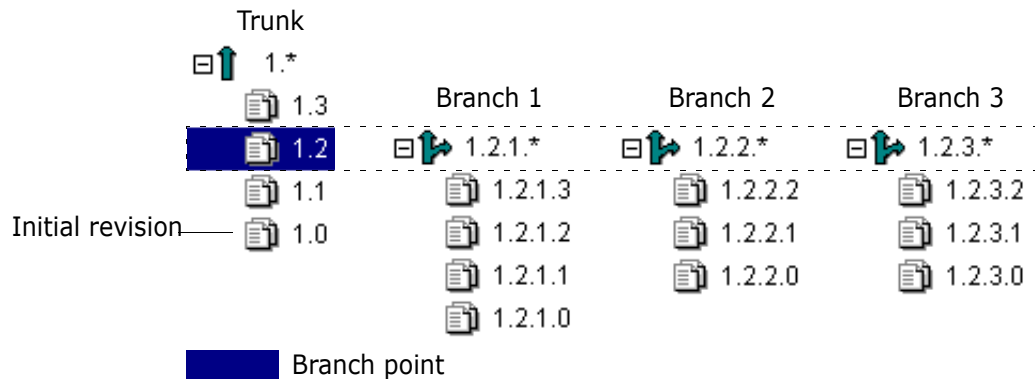 Trunk
1.*
1.3 Branch 1 Branch 2 Branch 3
1.2 1.2.1.* 1.2.2.* 1.2.3.*
1.1 1.2.1.3 1.2.2.2 1.2.3.2
Initial revision 1.0 1.2.1.2 1.2.2.1 1.2.3.1
1.2.1.1 1.2.2.0 1.2.3.0
1.2.1.0
Branch point